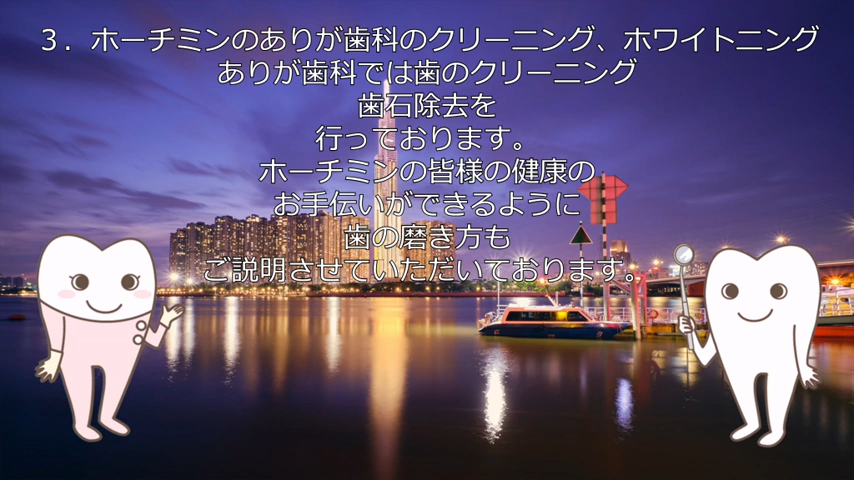 ３．ホーチミンのありが歯科のクリーニング、ホワイトニング
ありが歯科では歯のクリーニング
歯石除去を
行っております。
ホーチミンの皆様の健康の
お手伝いができるように
歯の磨き方も
ご説明させていただいております。